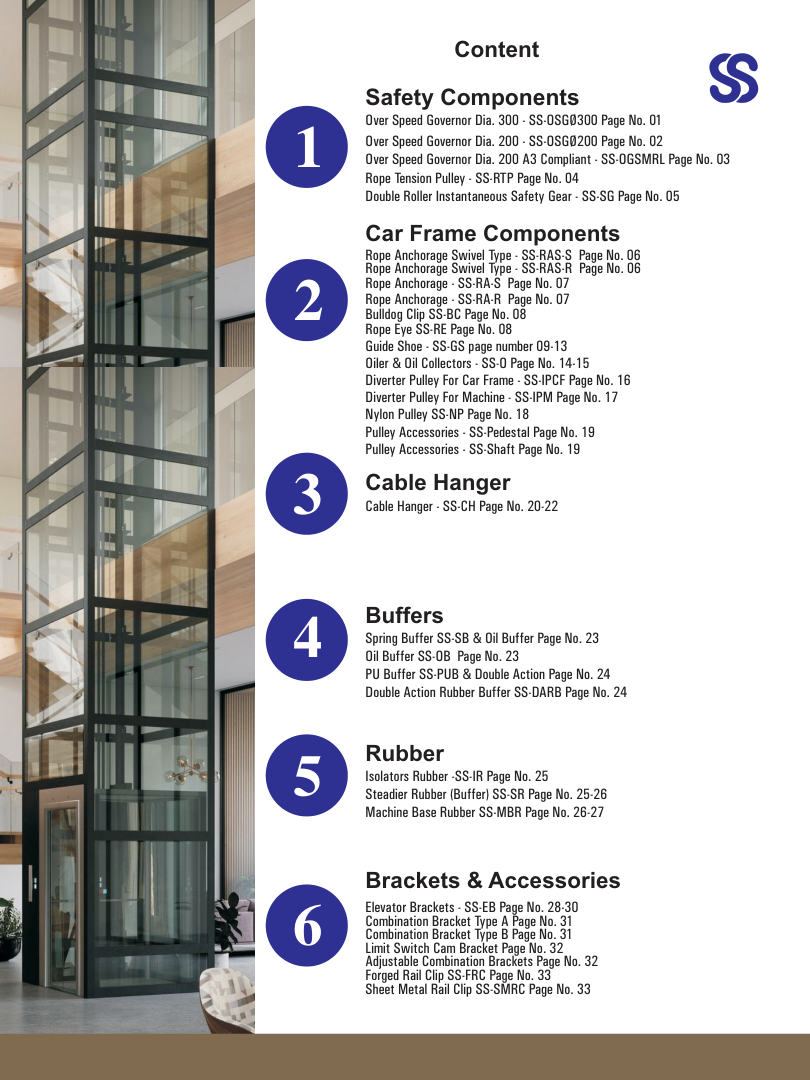 Content
SS
Safety Components
1
Over Speed Governor Dia. 300 - SS-OSGØ300 Page No. 01
Over Speed Governor Dia. 200 - SS-OSGØ200 Page No. 02
Over Speed Governor Dia. 200 A3 Compliant - SS-OGSMRL Page No. 03
Rope Tension Pulley - SS-RTP Page No. 04
Double Roller Instantaneous Safety Gear - SS-SG Page No. 05
Car Frame Components
2
Rope Anchorage Swivel Type - SS-RAS-S  Page No. 06
Rope Anchorage Swivel Type - SS-RAS-R  Page No. 06
Rope Anchorage - SS-RA-S  Page No. 07
Rope Anchorage - SS-RA-R  Page No. 07
Bulldog Clip SS-BC Page No. 08
Rope Eye SS-RE Page No. 08
Guide Shoe - SS-GS page number 09-13
Oiler & Oil Collectors - SS-O Page No. 14-15
Diverter Pulley For Car Frame - SS-IPCF Page No. 16
Diverter Pulley For Machine - SS-IPM Page No. 17
Nylon Pulley SS-NP Page No. 18
Pulley Accessories - SS-Pedestal Page No. 19
Pulley Accessories - SS-Shaft Page No. 19
3
Cable Hanger
Cable Hanger - SS-CH Page No. 20-22
4
Buffers
Spring Buffer SS-SB & Oil Buffer Page No. 23
Oil Buffer SS-OB  Page No. 23
PU Buffer SS-PUB & Double Action Page No. 24
Double Action Rubber Buffer SS-DARB Page No. 24
5
Rubber
Isolators Rubber -SS-IR Page No. 25
Steadier Rubber (Buffer) SS-SR Page No. 25-26
Machine Base Rubber SS-MBR Page No. 26-27
6
Brackets & Accessories
Elevator Brackets - SS-EB Page No. 28-30
Combination Bracket Type A Page No. 31
Combination Bracket Type B Page No. 31
Limit Switch Cam Bracket Page No. 32
Adjustable Combination Brackets Page No. 32
Forged Rail Clip SS-FRC Page No. 33
Sheet Metal Rail Clip SS-SMRC Page No. 33